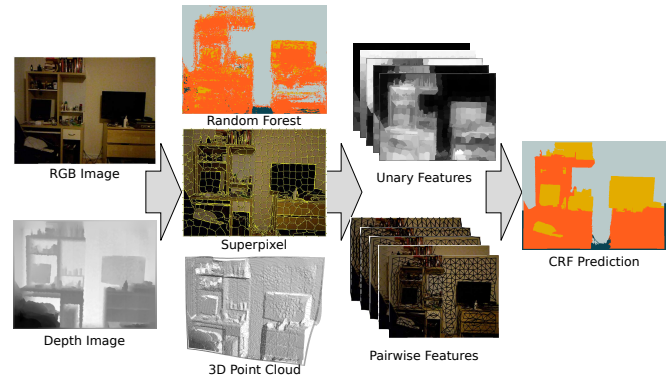 RGB Image
Depth Image
Random Forest
Superpixel
3D Point Cloud
Unary Features
Pairwise Features
CRF Prediction